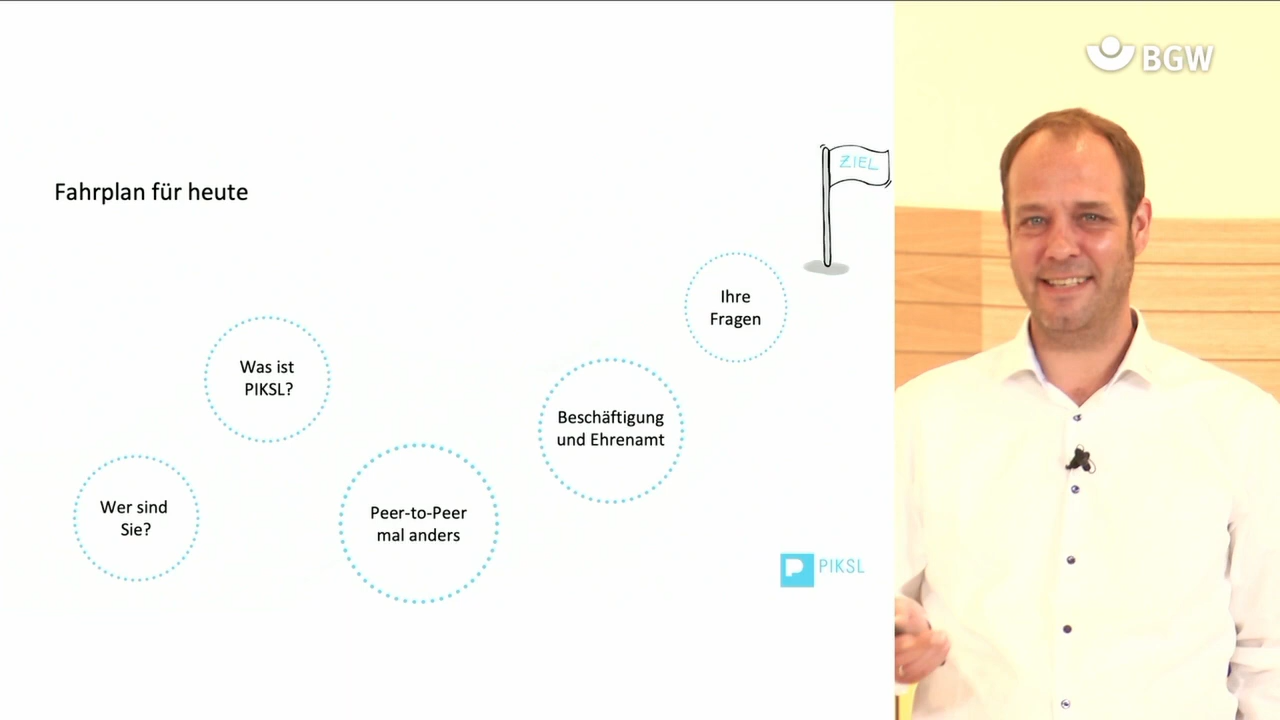 BGW
ZIEL
Fahrplan für heute
Ihre
Fragen
Was ist
PIKSL?
Beschäftigung
und Ehrenamt
Wer sind
Sie?
Peer-to-Peer
mal anders
P PIKSL